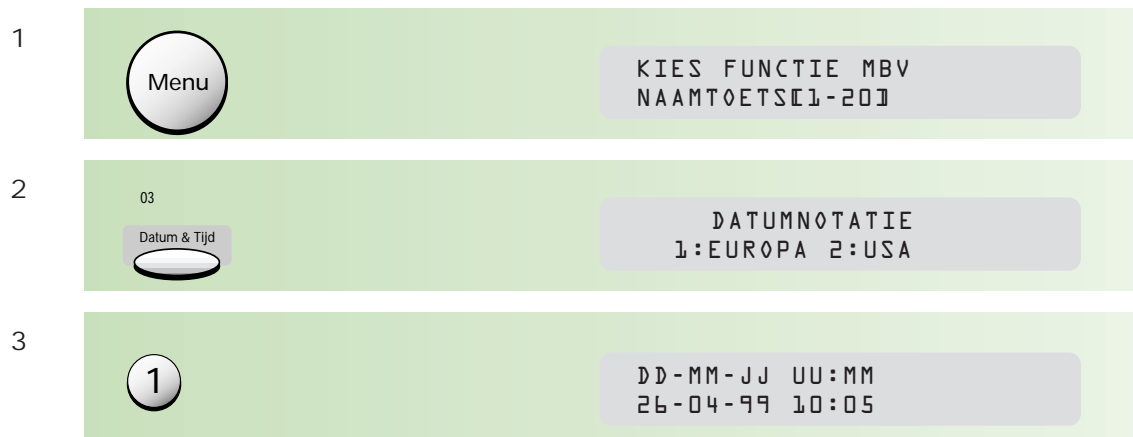 1
Menu
KIES FUNCTIE MBV
NAAMTOETS[1-20]
2
03
Datum & Tijd
DATUMNOTATIE
1:EUROPA 2:USA
3
1
DD-MM-JJ UU:MM
26-04-99 10:05